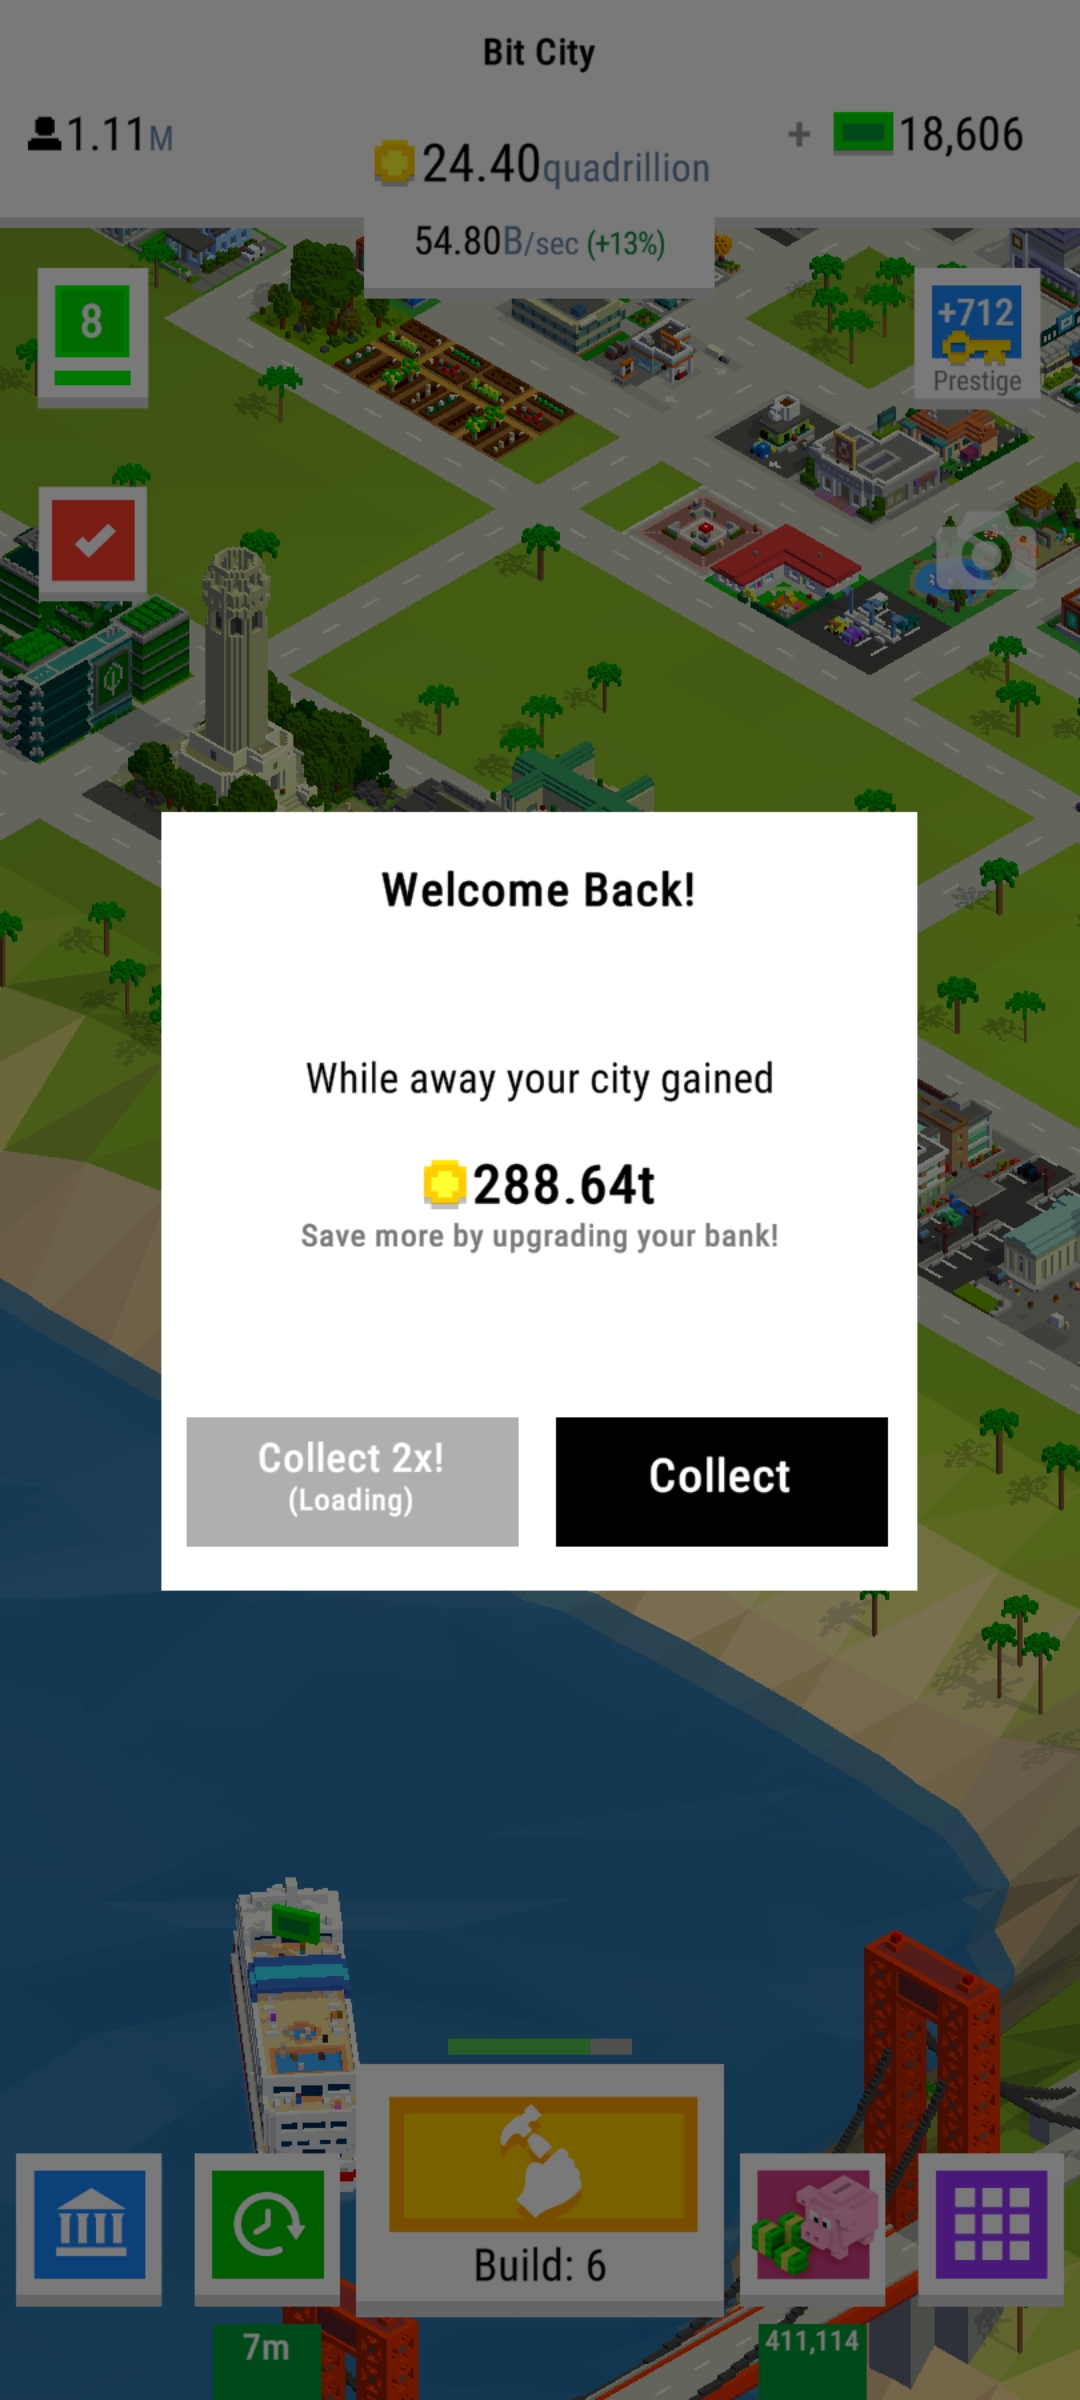 Bit City
1.11M
24.40quadrillion
+ 18,606
54.80B/sec (+13%)
8
+712
Prestige
Welcome Back!
While away your city gained
288.64t
Save more by upgrading your bank!
Collect 2x!
(Loading)
Collect
Build: 6
7m
411,114